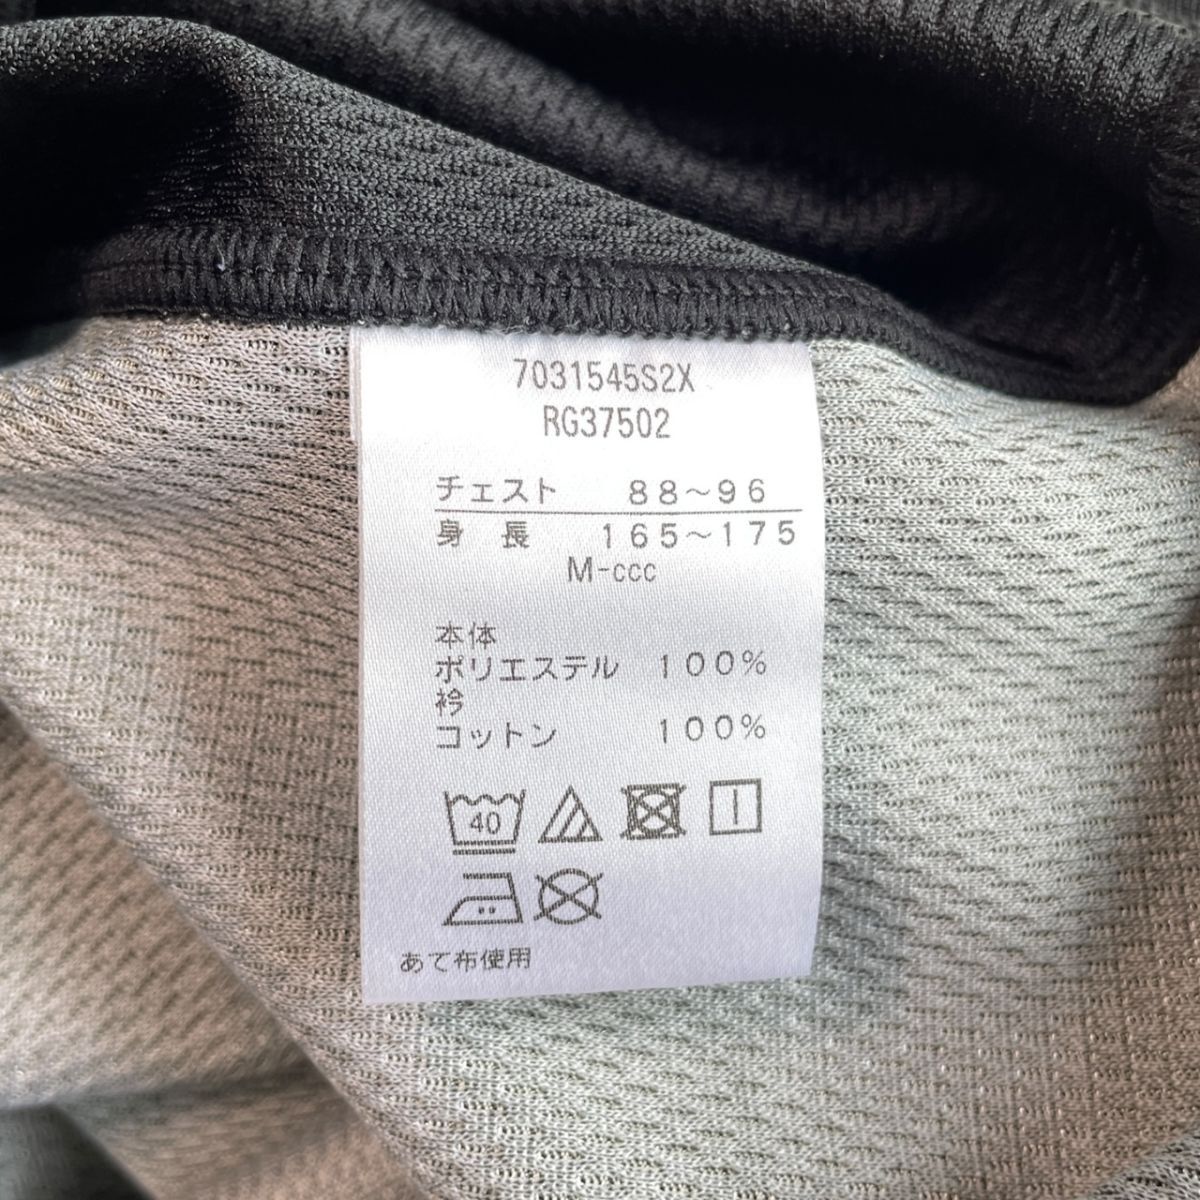 7031545S2X
RG37502
チェスト 88～96
身長 165～175
M-ccc
本体
ポリエステル 100%
衿
コットン 100%
40
あて布使用